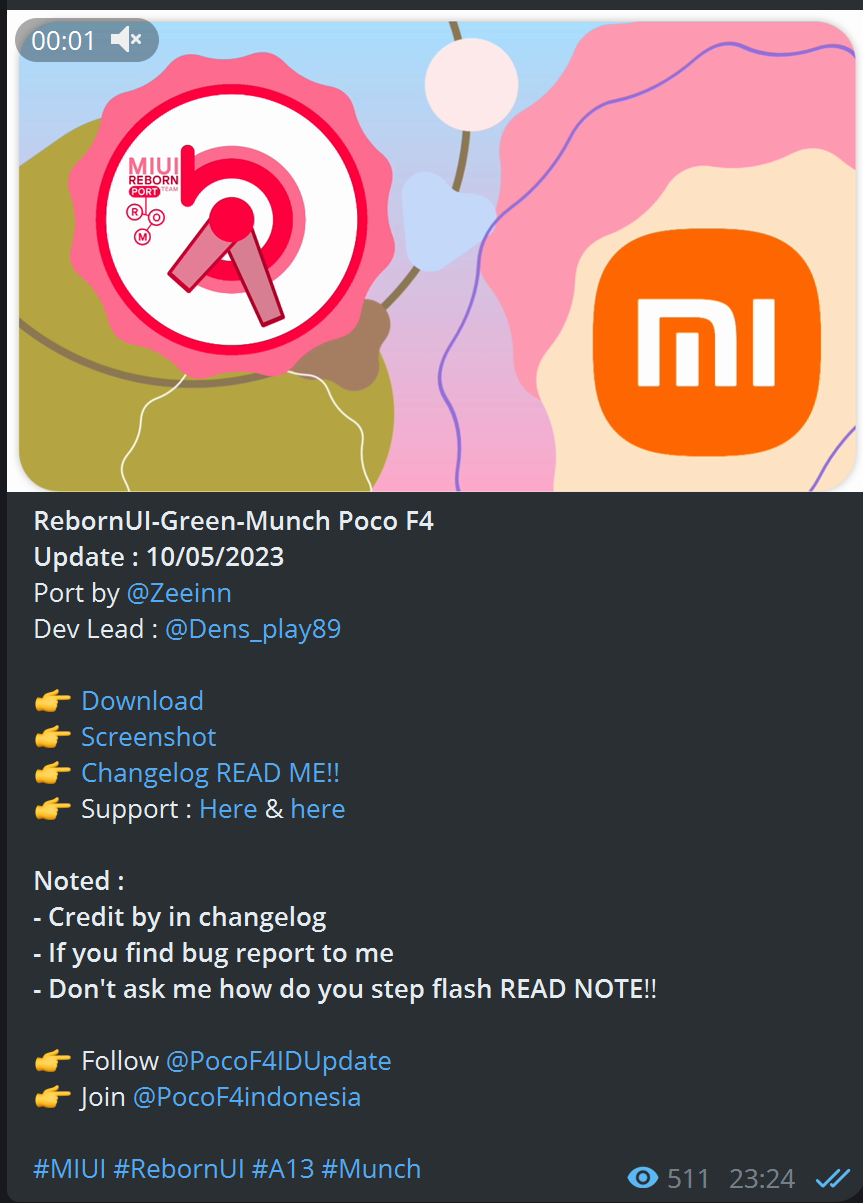 00:01
MIUI
REBORN
PORT TEAM
R
O
M
RebornUI-Green-Munch Poco F4
Update : 10/05/2023
Port by @Zeeinn
Dev Lead : @Dens_play89
👉 Download
👉 Screenshot
👉 Changelog READ ME!!
👉 Support : Here & here
Noted :
- Credit by in changelog
- If you find bug report to me
- Don't ask me how do you step flash READ NOTE!!
👉 Follow @PocoF4IDUpdate
👉 Join @PocoF4indonesia
#MIUI #RebornUI #A13 #Munch
511 23:24